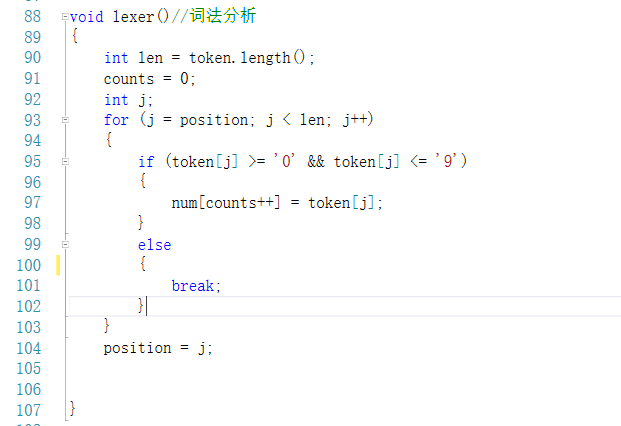 88 void lexer()//词法分析
89 {
90 int len = token.length();
91 counts = 0;
92 int j;
93 for (j = position; j < len; j++)
94 {
95 if (token[j] >= '0' && token[j] <= '9')
96 {
97 num[counts++] = token[j];
98 }
99 else
100 {
101 break;
102 }
103 }
104 position = j;
105
106
107 }